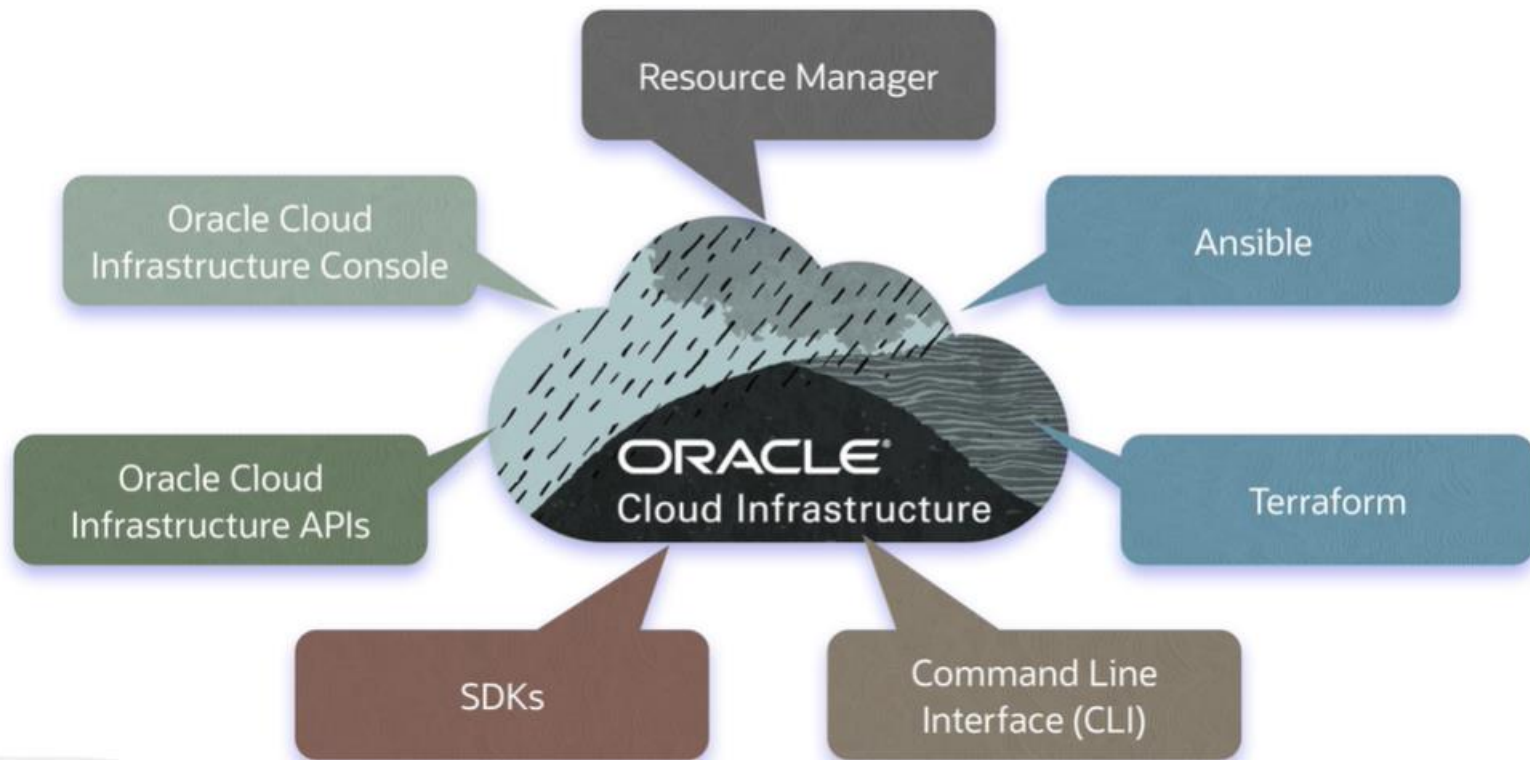 Resource Manager
Oracle Cloud
Infrastructure Console
Ansible
ORACLE®
Cloud Infrastructure
Oracle Cloud
Infrastructure APIs
Terraform
SDKs
Command Line
Interface (CLI)